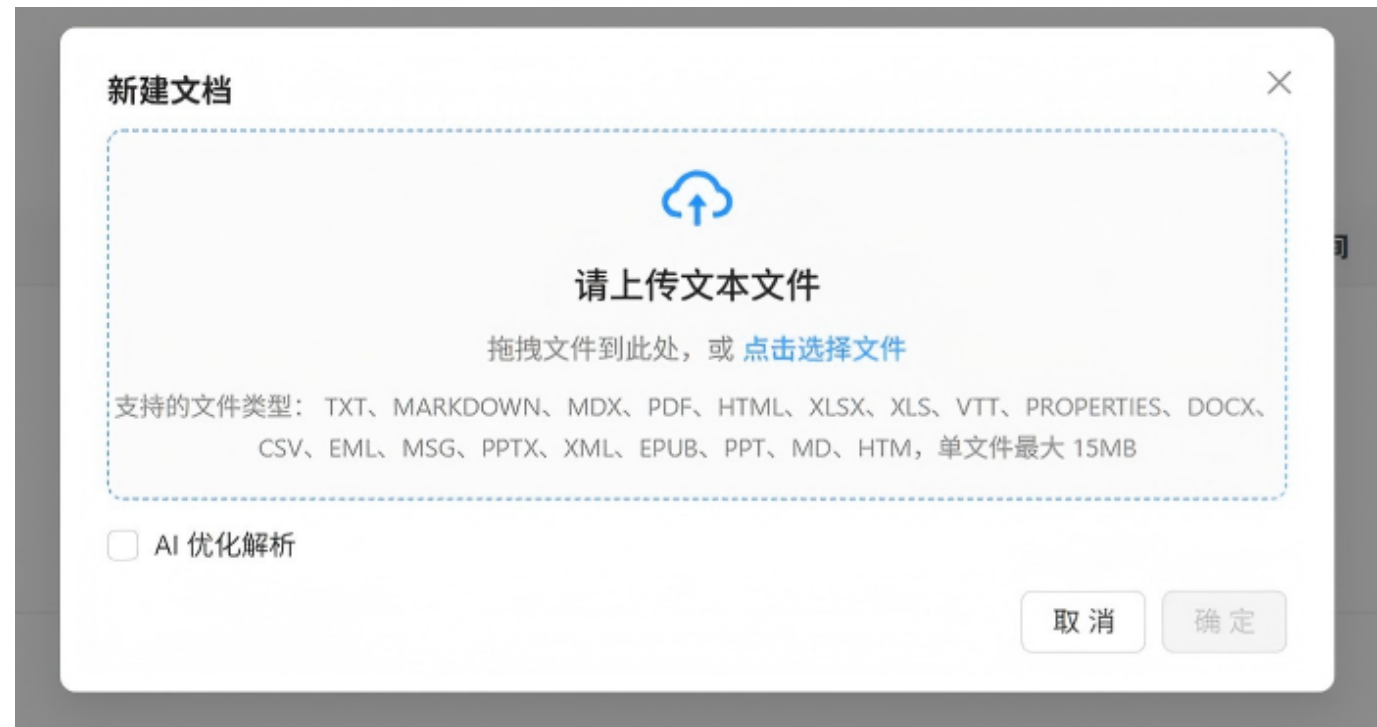 新建文档
请上传文本文件
拖拽文件到此处，或 点击选择文件
支持的文件类型： TXT、MARKDOWN、MDX、PDF、HTML、XLSX、XLS、VTT、PROPERTIES、DOCX、
CSV、EML、MSG、PPTX、XML、EPUB、PPT、MD、HTM，单文件最大 15MB
AI 优化解析
取 消
确 定